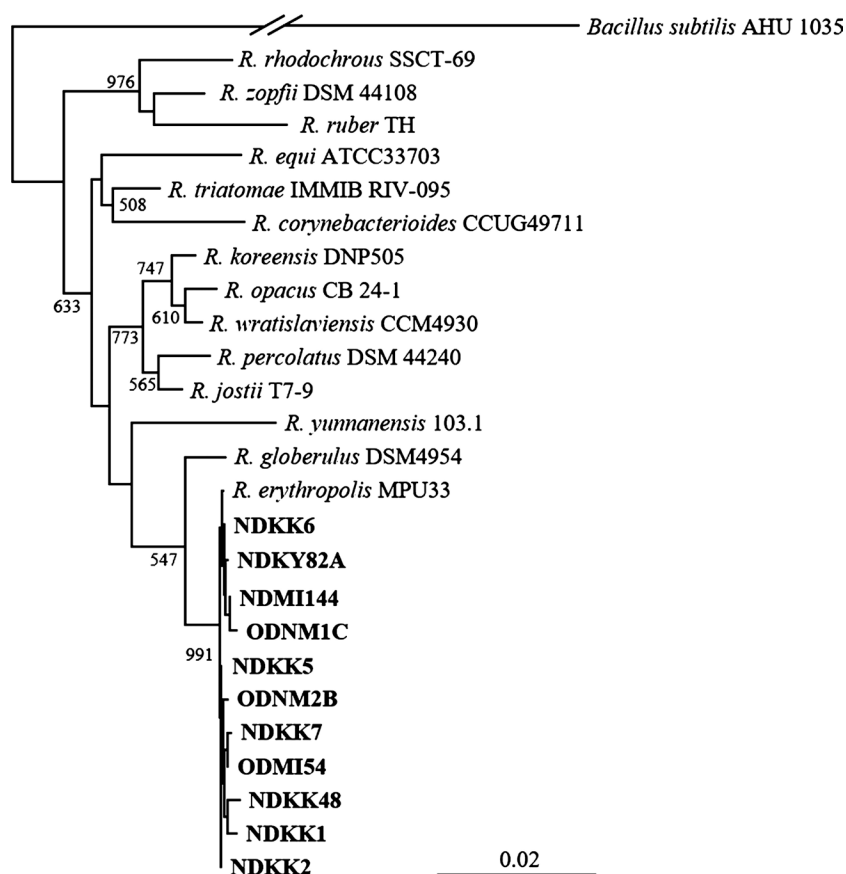 Bacillus subtilis AHU 1035
R. rhodochrous SSCT-69
976
R. zopfii DSM 44108
R. ruber TH
R. equi ATCC33703
R. triatomae IMMIB RIV-095
508
R. corynebacterioides CCUG49711
R. koreensis DNP505
747
R. opacus CB 24-1
633
610
R. wratislaviensis CCM4930
773
R. percolatus DSM 44240
565
R. jostii T7-9
R. yunnanensis 103.1
R. globerulus DSM4954
R. erythropolis MPU33
NDKK6
547
NDKY82A
NDMI144
ODNM1C
991
NDKK5
ODNM2B
NDKK7
ODMI54
NDKK48
NDKK1
NDKK2
0.02